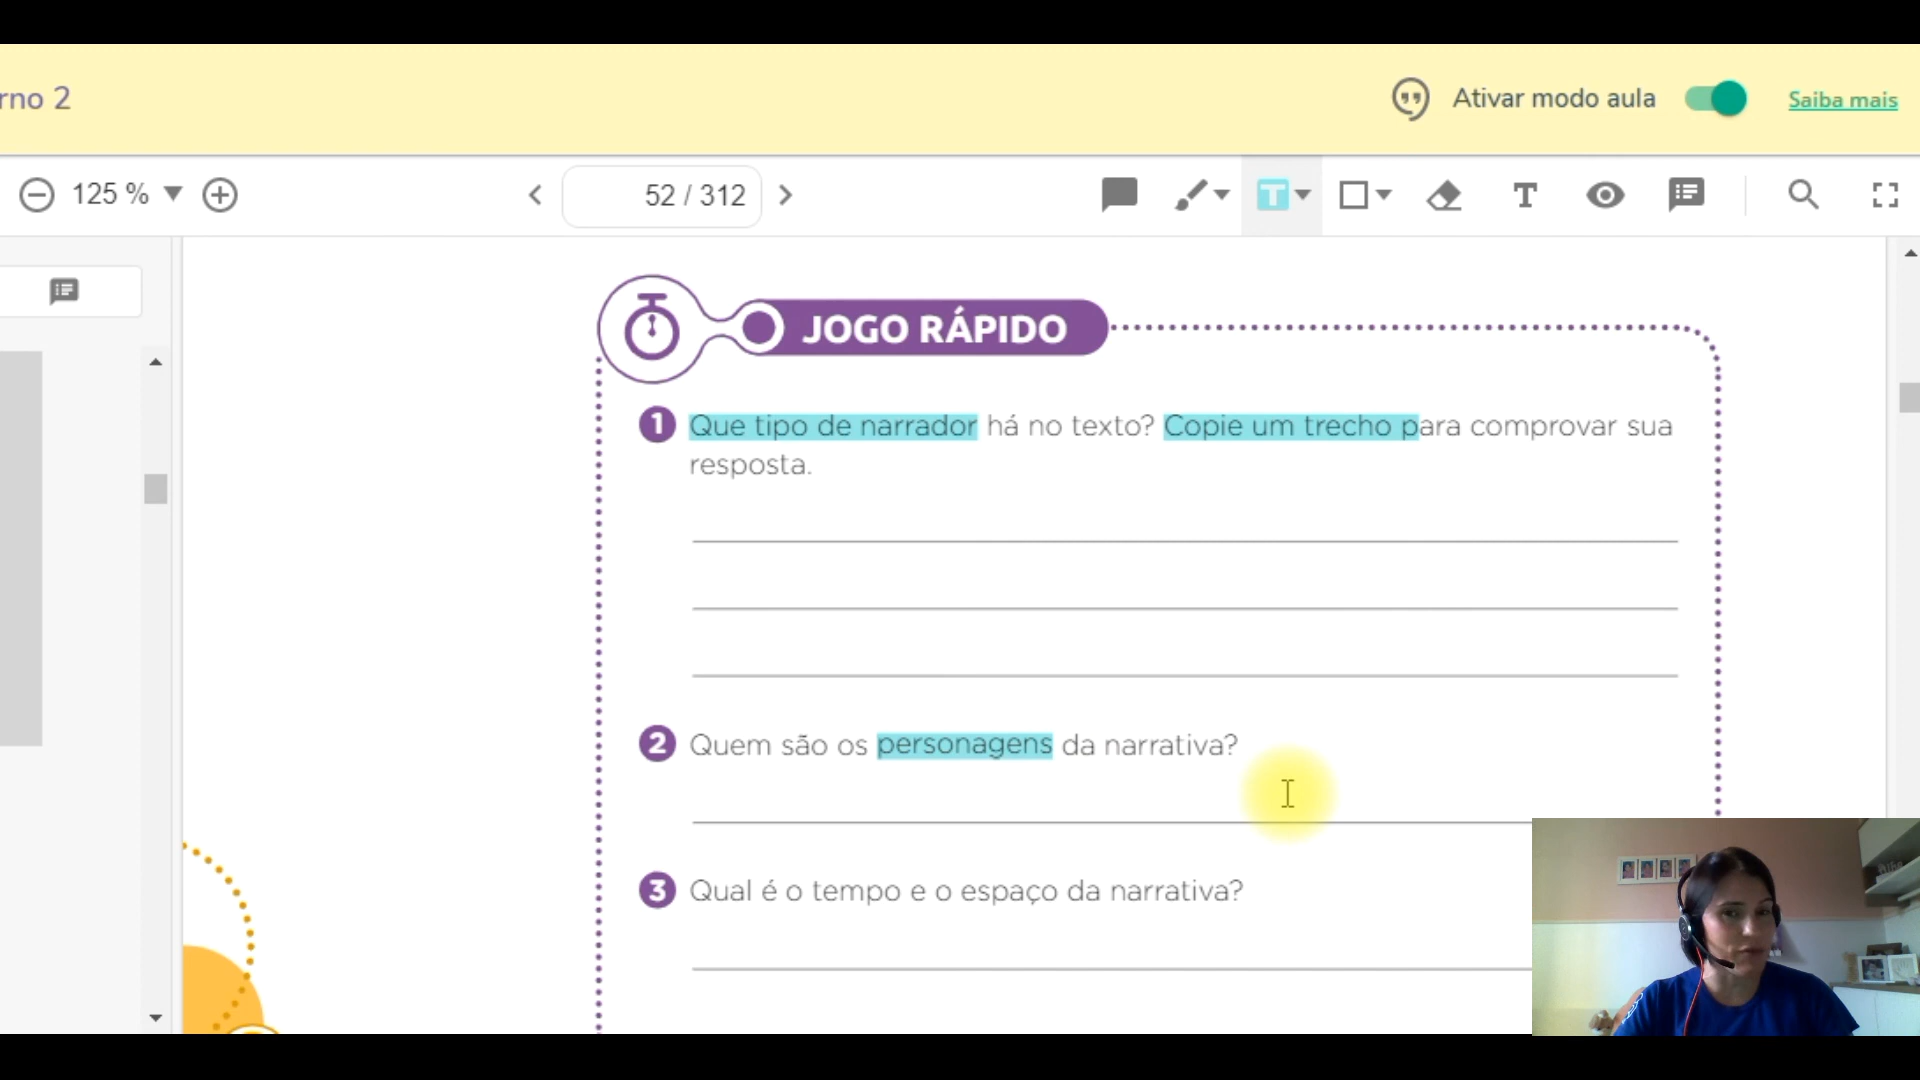 rno 2
Ativar modo aula
Saiba mais
125 %
52 / 312
T
JOGO RÁPIDO
1 Que tipo de narrador há no texto? Copie um trecho para comprovar sua
resposta.
2 Quem são os personagens da narrativa?
3 Qual é o tempo e o espaço da narrativa?